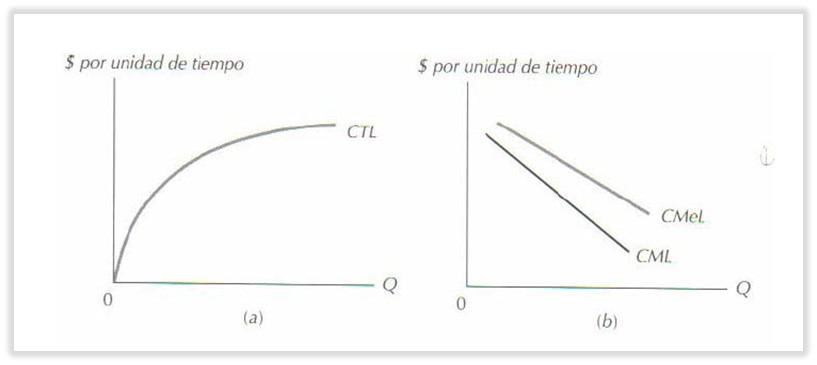 $ por unidad de tiempo
CTL
0
Q
(a)
$ por unidad de tiempo
CMeL
CML
0
Q
(b)